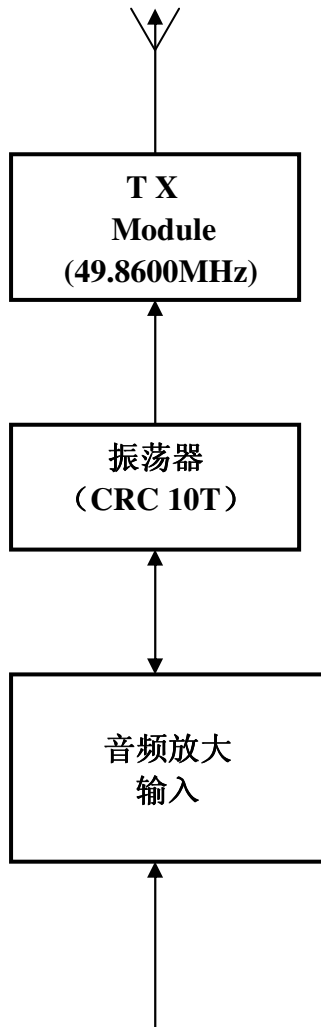 T X
Module
(49.8600MHz)
振荡器
（CRC 10T）
音频放大
输入